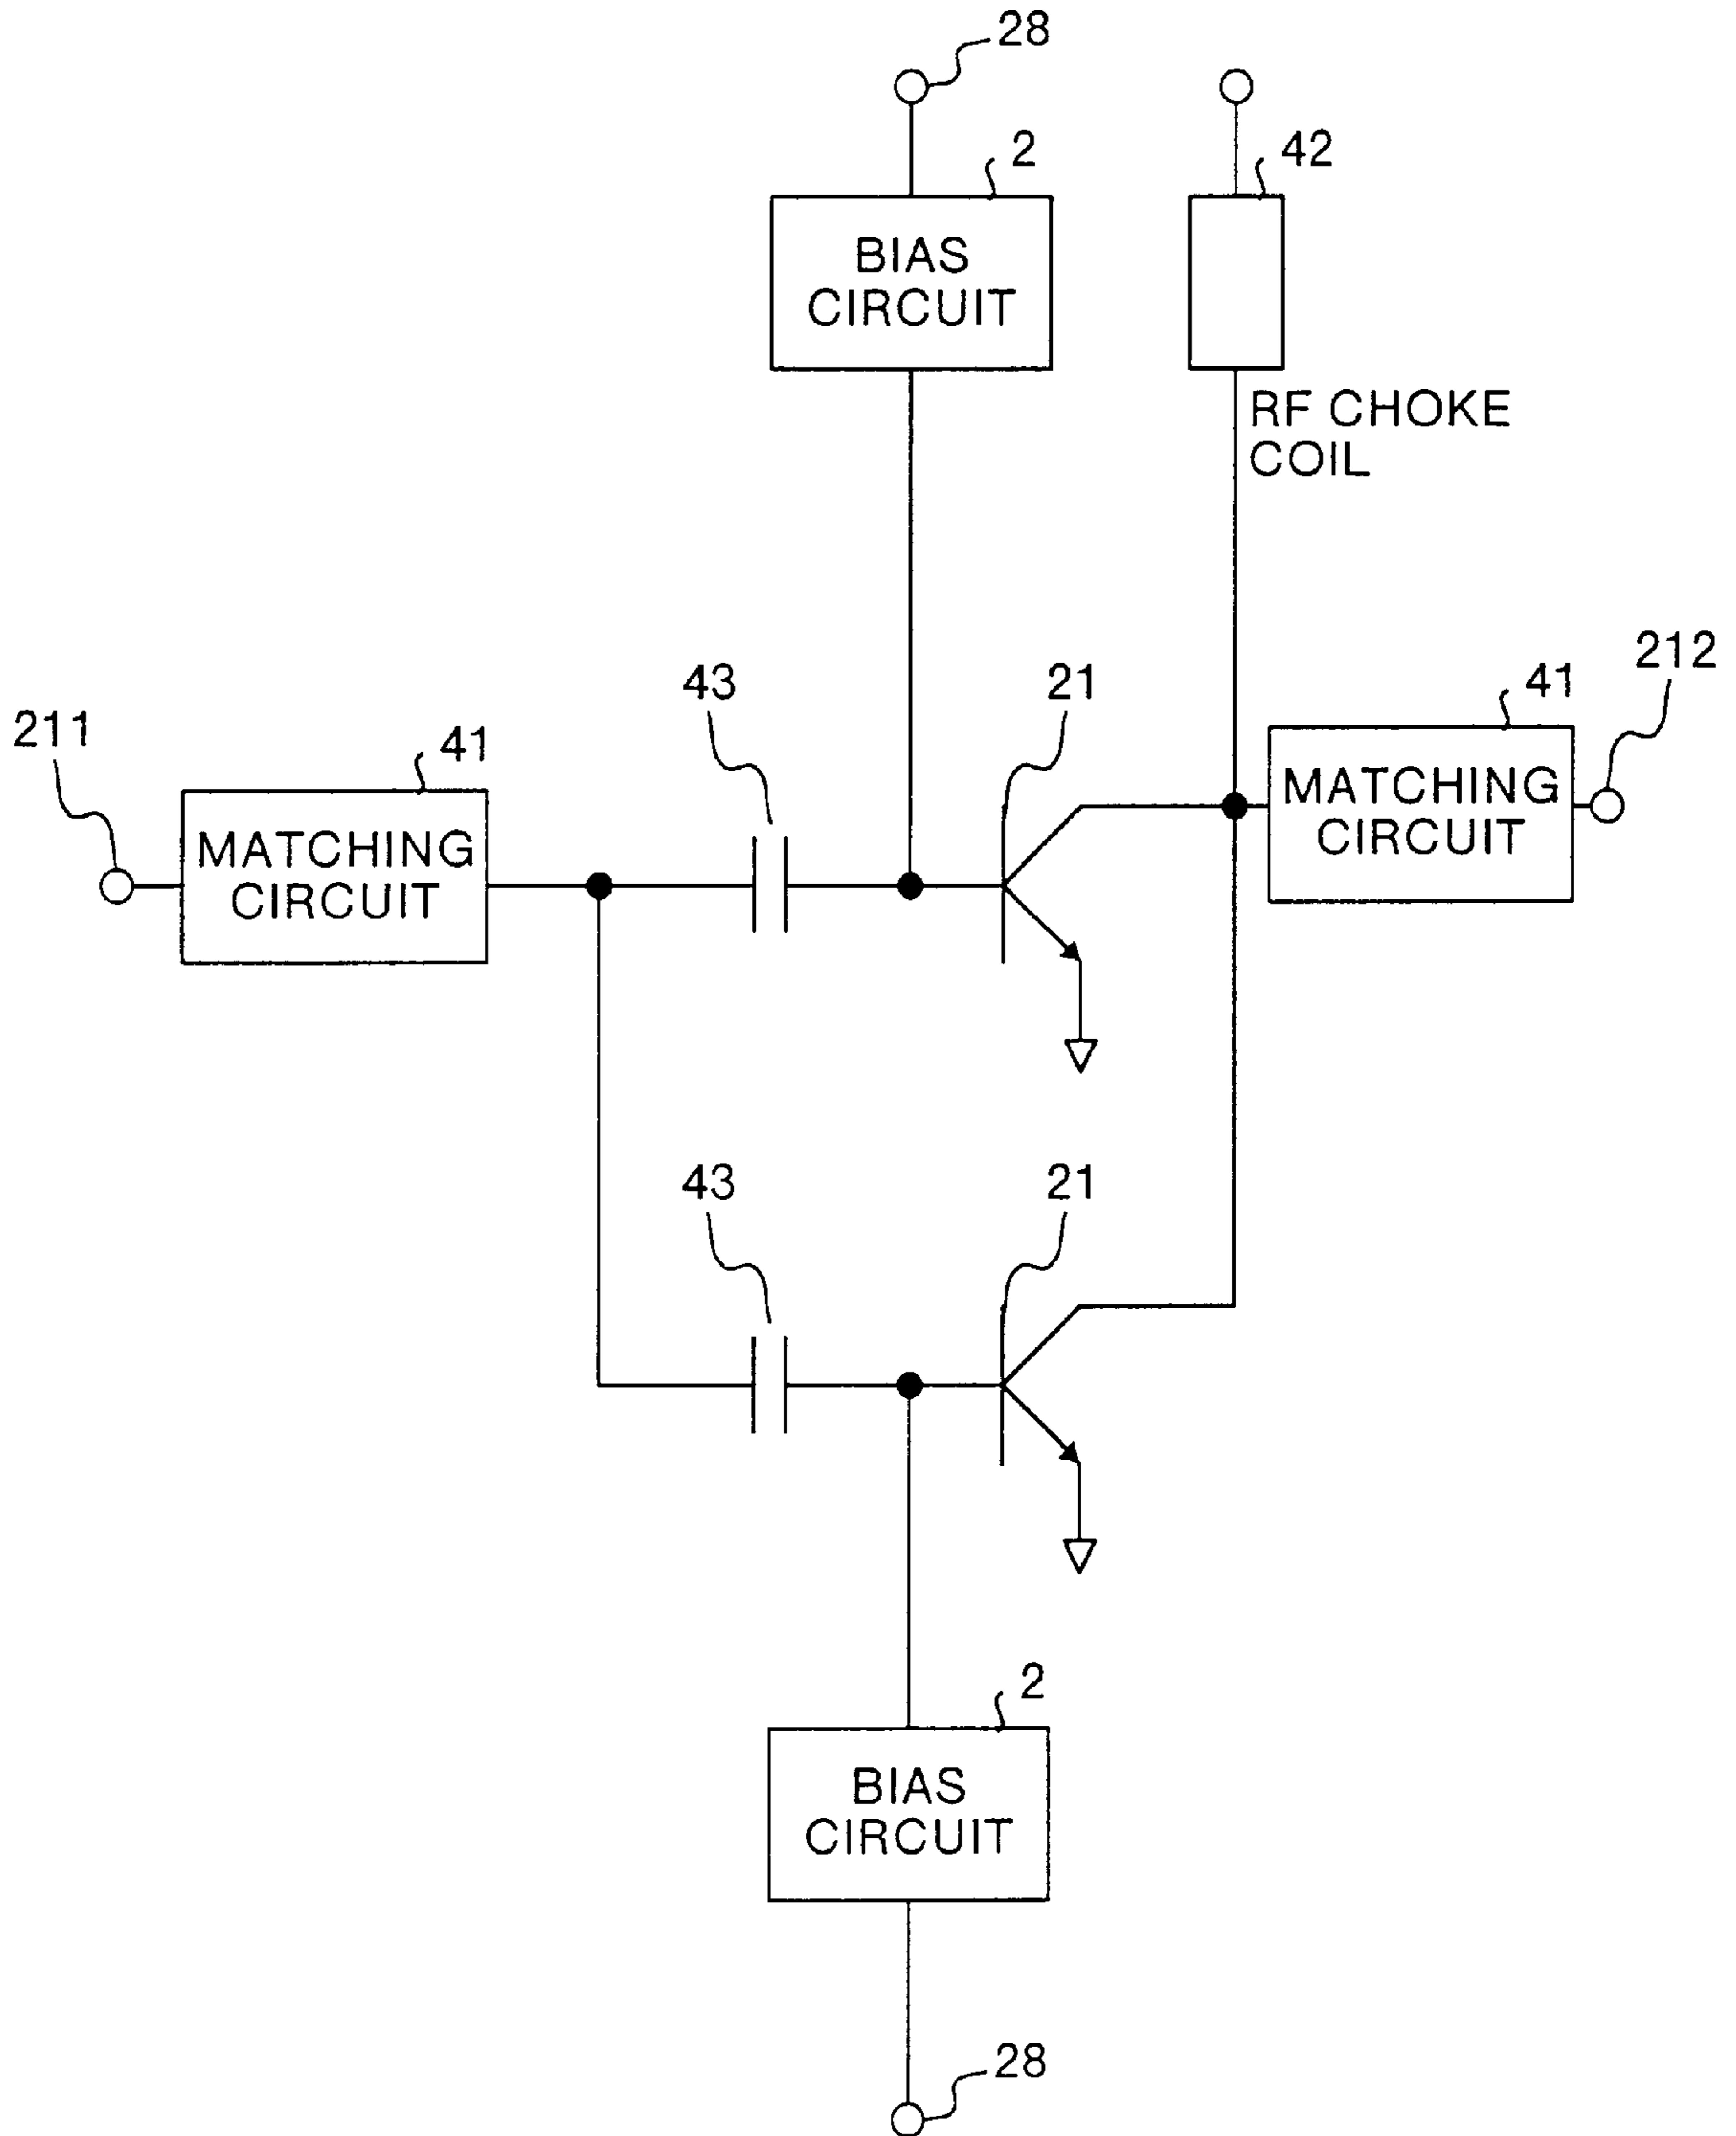 28
2
42
BIAS
CIRCUIT
RF CHOKE
COIL
212
43
21
41
211
41
MATCHING
CIRCUIT
MATCHING
CIRCUIT
43
21
2
BIAS
CIRCUIT
28